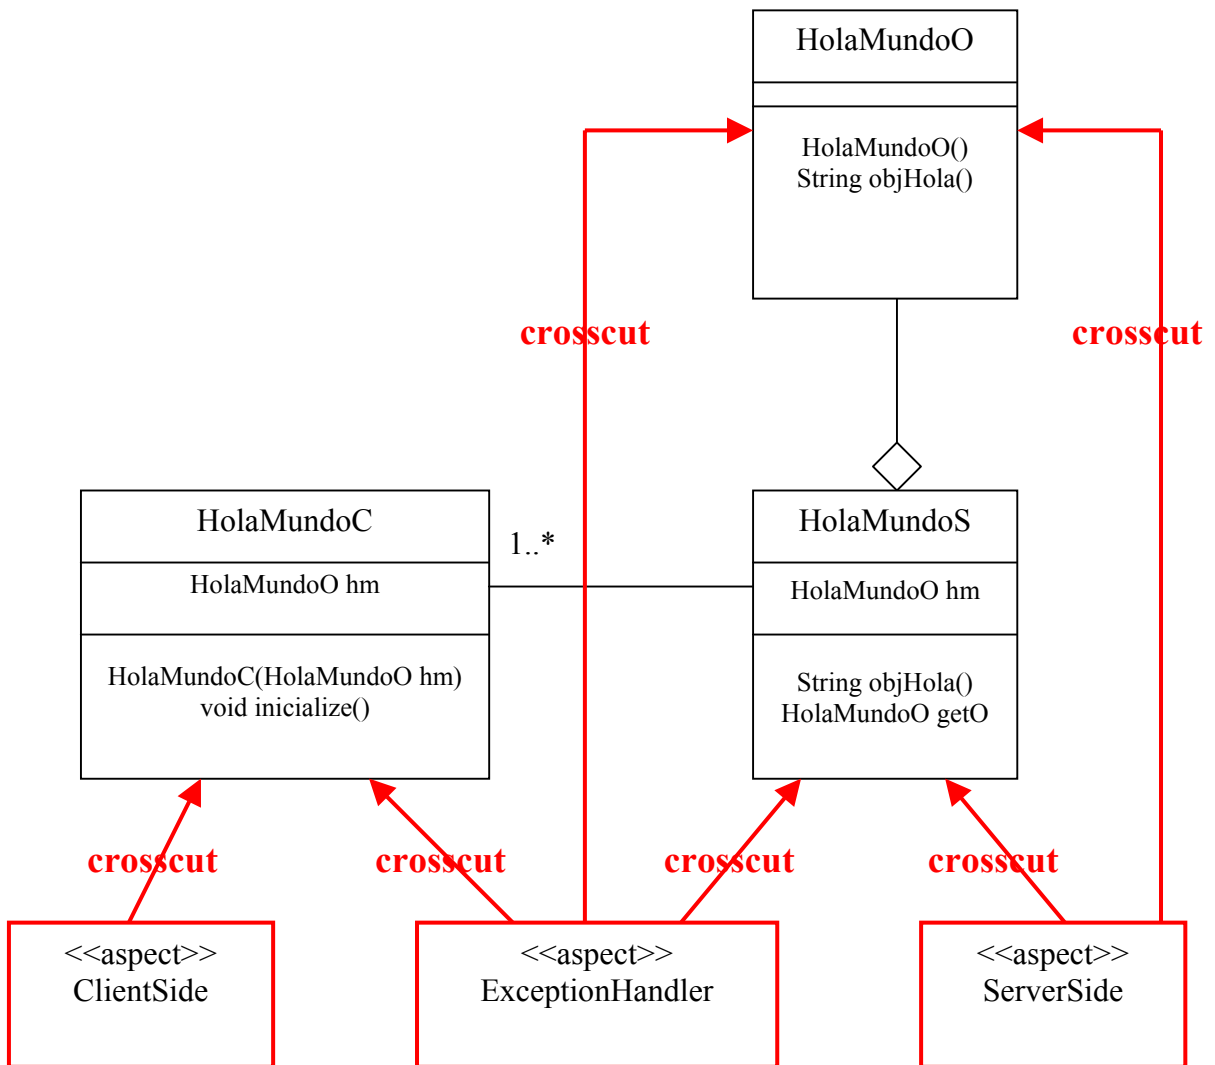 HolaMundoO
HolaMundoO()
String objHola()
crosscut
crosscut
HolaMundoC
HolaMundoO hm
HolaMundoC(HolaMundoO hm)
void inicialize()
1..*
HolaMundoS
HolaMundoO hm
String objHola()
HolaMundoO getO
crosscut
crosscut
crosscut
crosscut
<<aspect>>
ClientSide
<<aspect>>
ExceptionHandler
<<aspect>>
ServerSide